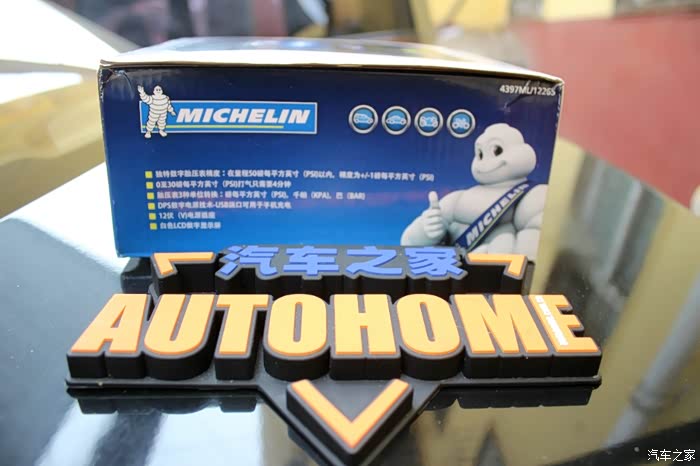 4397ML/12265
MICHELIN
独特数字胎压表精度：在量程50磅每平方英寸（PSI)以内，精度为+/-1磅每平方英寸（PSI)
0至30磅每平方英寸（PSI)打气只需要4分钟
胎压表3种单位转换：磅每平方英寸（PSI)，千帕（KPA)，巴（BAR)
DPS数字电源技术-USB端口可用于手机充电
12伏（V)电源插座
白色LCD数字显示屏
MICHELIN
汽车之家
AUTOHOME
汽车之家